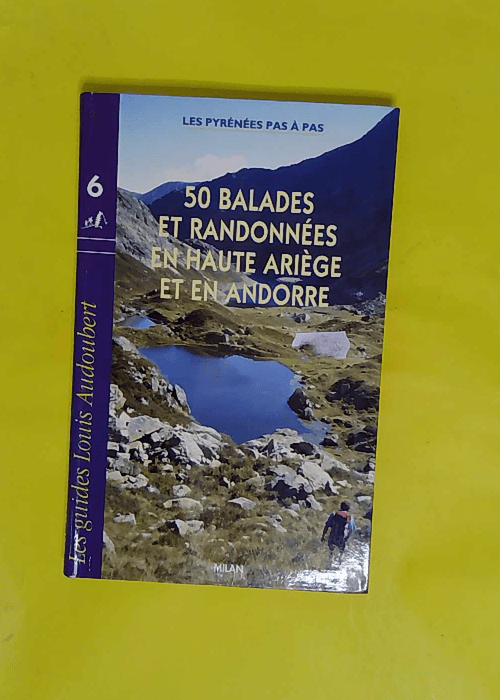 LES PYRÉNÉES PAS À PAS
6
50 BALADES
ET RANDONNÉES
EN HAUTE ARIÈGE
ET EN ANDORRE
Les guides Louis Audoubert
MILAN